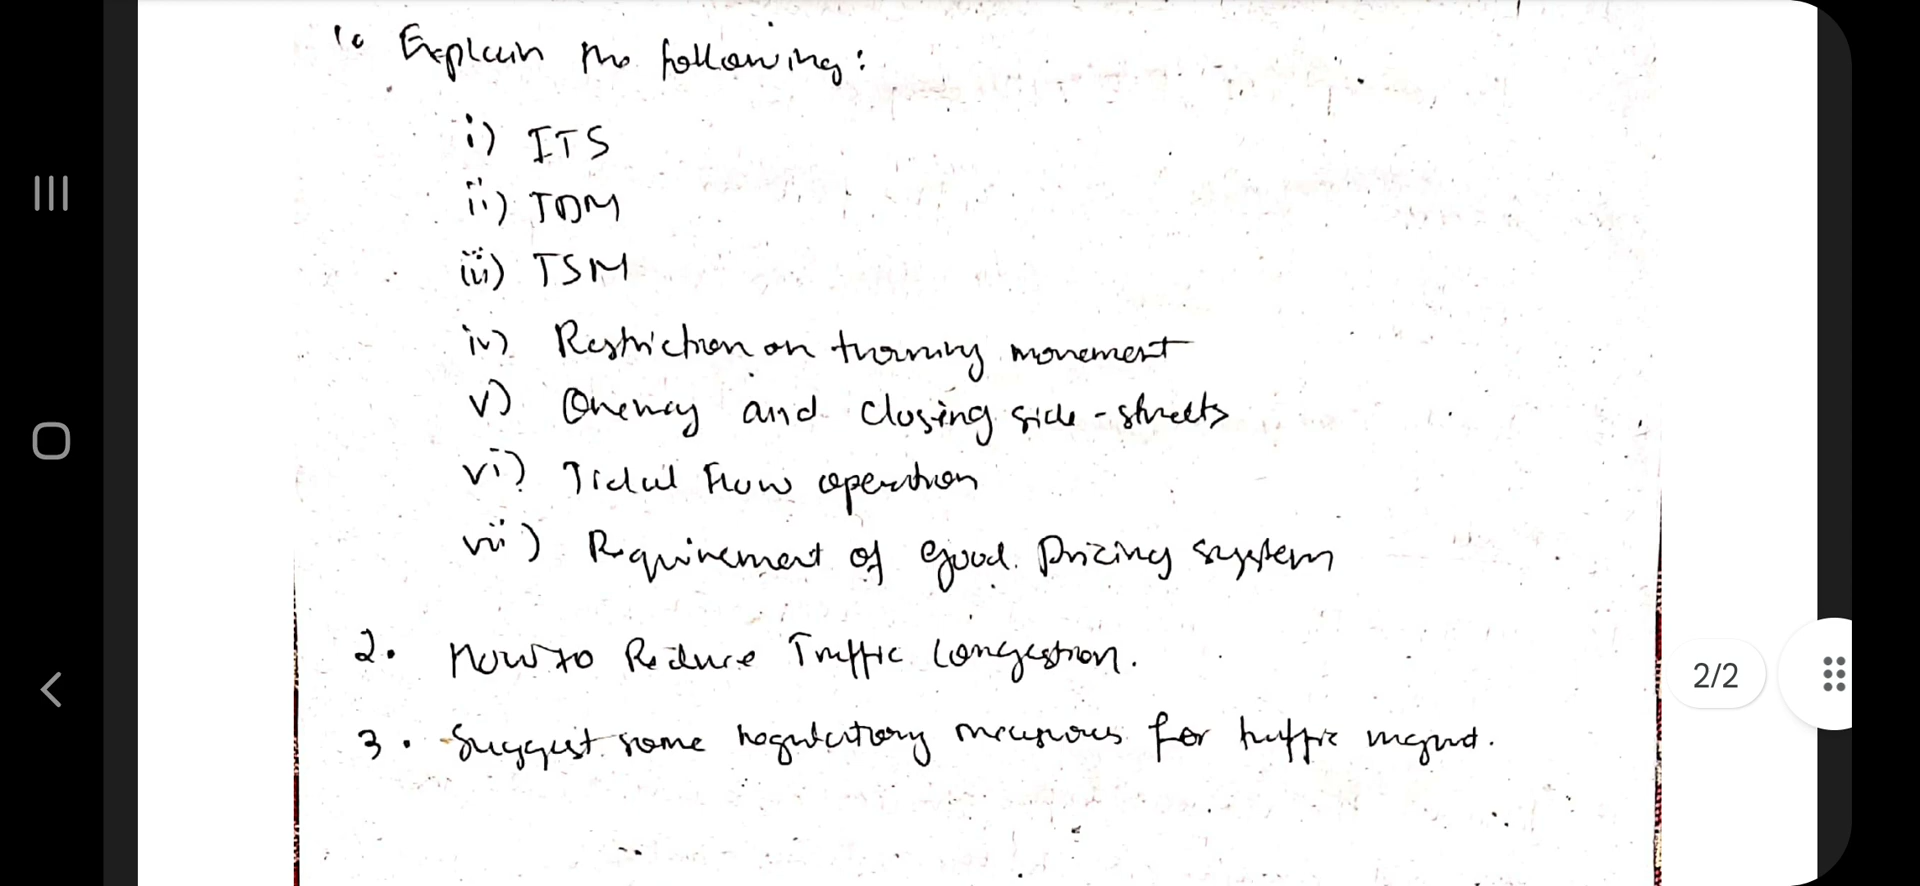 1. Explain the following:
i) ITS
ii) TDM
iii) TSM
iv) Restriction on turning movement
v) Oneway and closing side-streets
vi) Tidal Flow operation
vii) Requirement of good Pricing system
2. How to Reduce Traffic Congestion.
3. Suggest some regulatory measures for traffic mgmt.
2/2